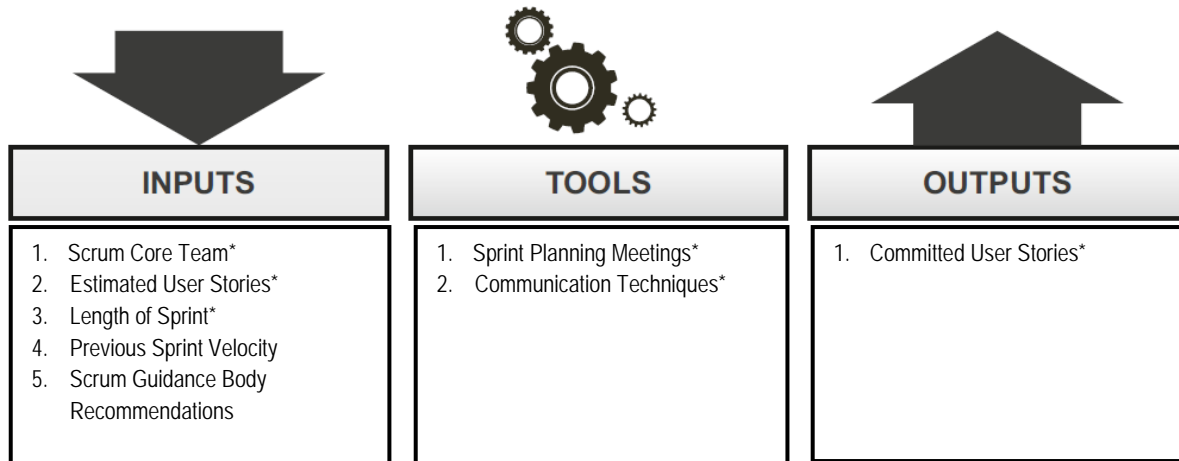 INPUTS
1. Scrum Core Team*
2. Estimated User Stories*
3. Length of Sprint*
4. Previous Sprint Velocity
5. Scrum Guidance Body
Recommendations
TOOLS
1. Sprint Planning Meetings*
2. Communication Techniques*
OUTPUTS
1. Committed User Stories*